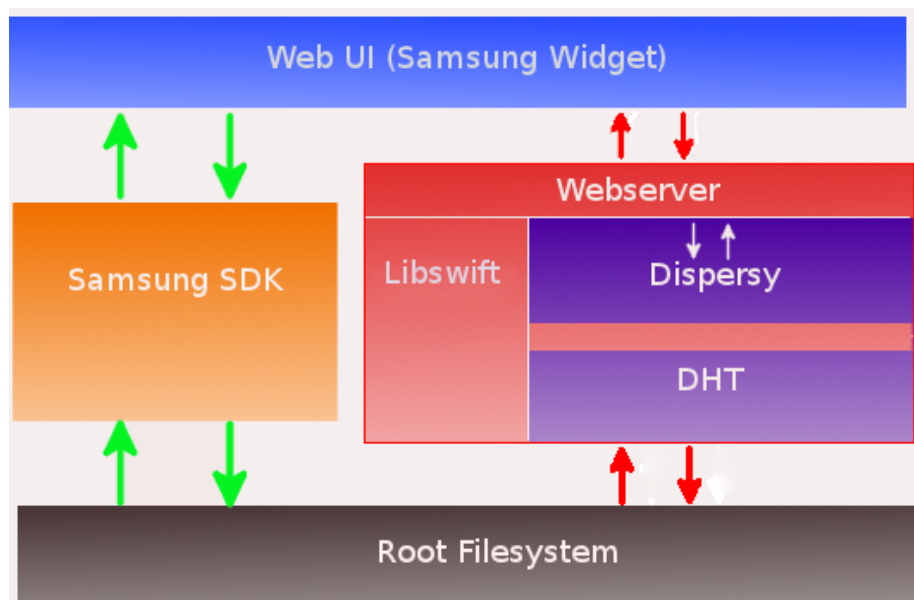 Web UI (Samsung Widget)
Webserver
Samsung SDK
Libswift
Dispersy
DHT
Root Filesystem